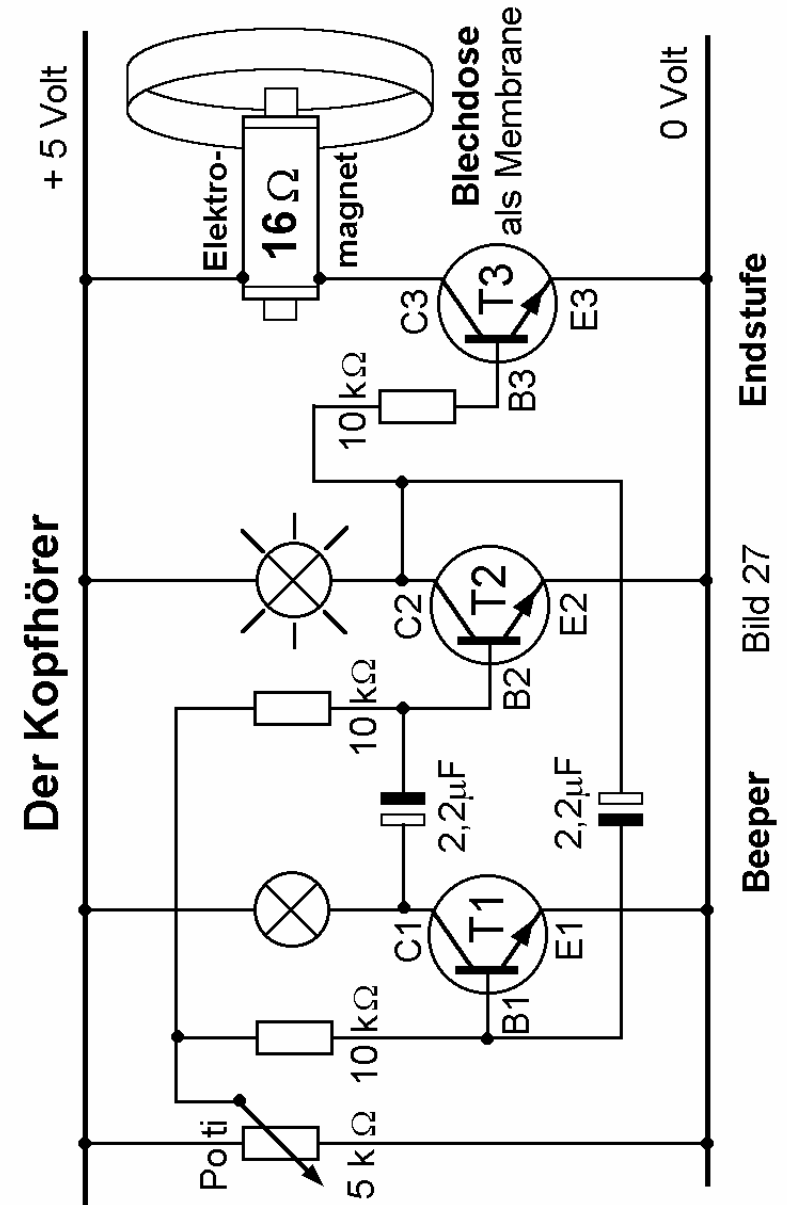 Der Kopfhörer
+ 5 Volt
Poti
5 kΩ
10 kΩ
B1
C1
T1
E1
2,2µF
2,2µF
10 kΩ
B2
C2
T2
E2
10 kΩ
B3
C3
T3
E3
Elektro-
16 Ω
magnet
Blechdose
als Membrane
0 Volt
Beeper
Bild 27
Endstufe